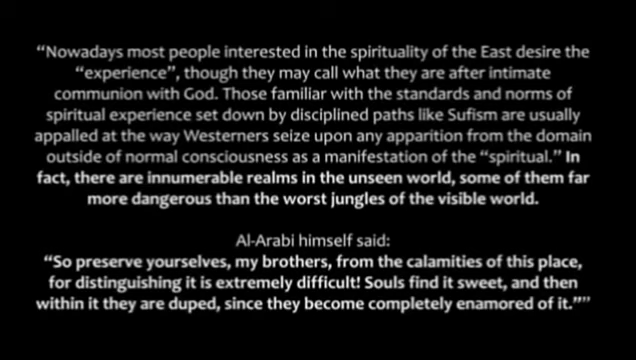 “Nowadays most people interested in the spirituality of the East desire the
“experience”, though they may call what they are after intimate
communion with God. Those familiar with the standards and norms of
spiritual experience set down by disciplined paths like Sufism are usually
appalled at the way Westerners seize upon any apparition from the domain
outside of normal consciousness as a manifestation of the “spiritual.” In
fact, there are innumerable realms in the unseen world, some of them far
more dangerous than the worst jungles of the visible world.
Al-Arabi himself said:
“So preserve yourselves, my brothers, from the calamities of this place,
for distinguishing it is extremely difficult! Souls find it sweet, and then
within it they are duped, since they become completely enamored of it.””